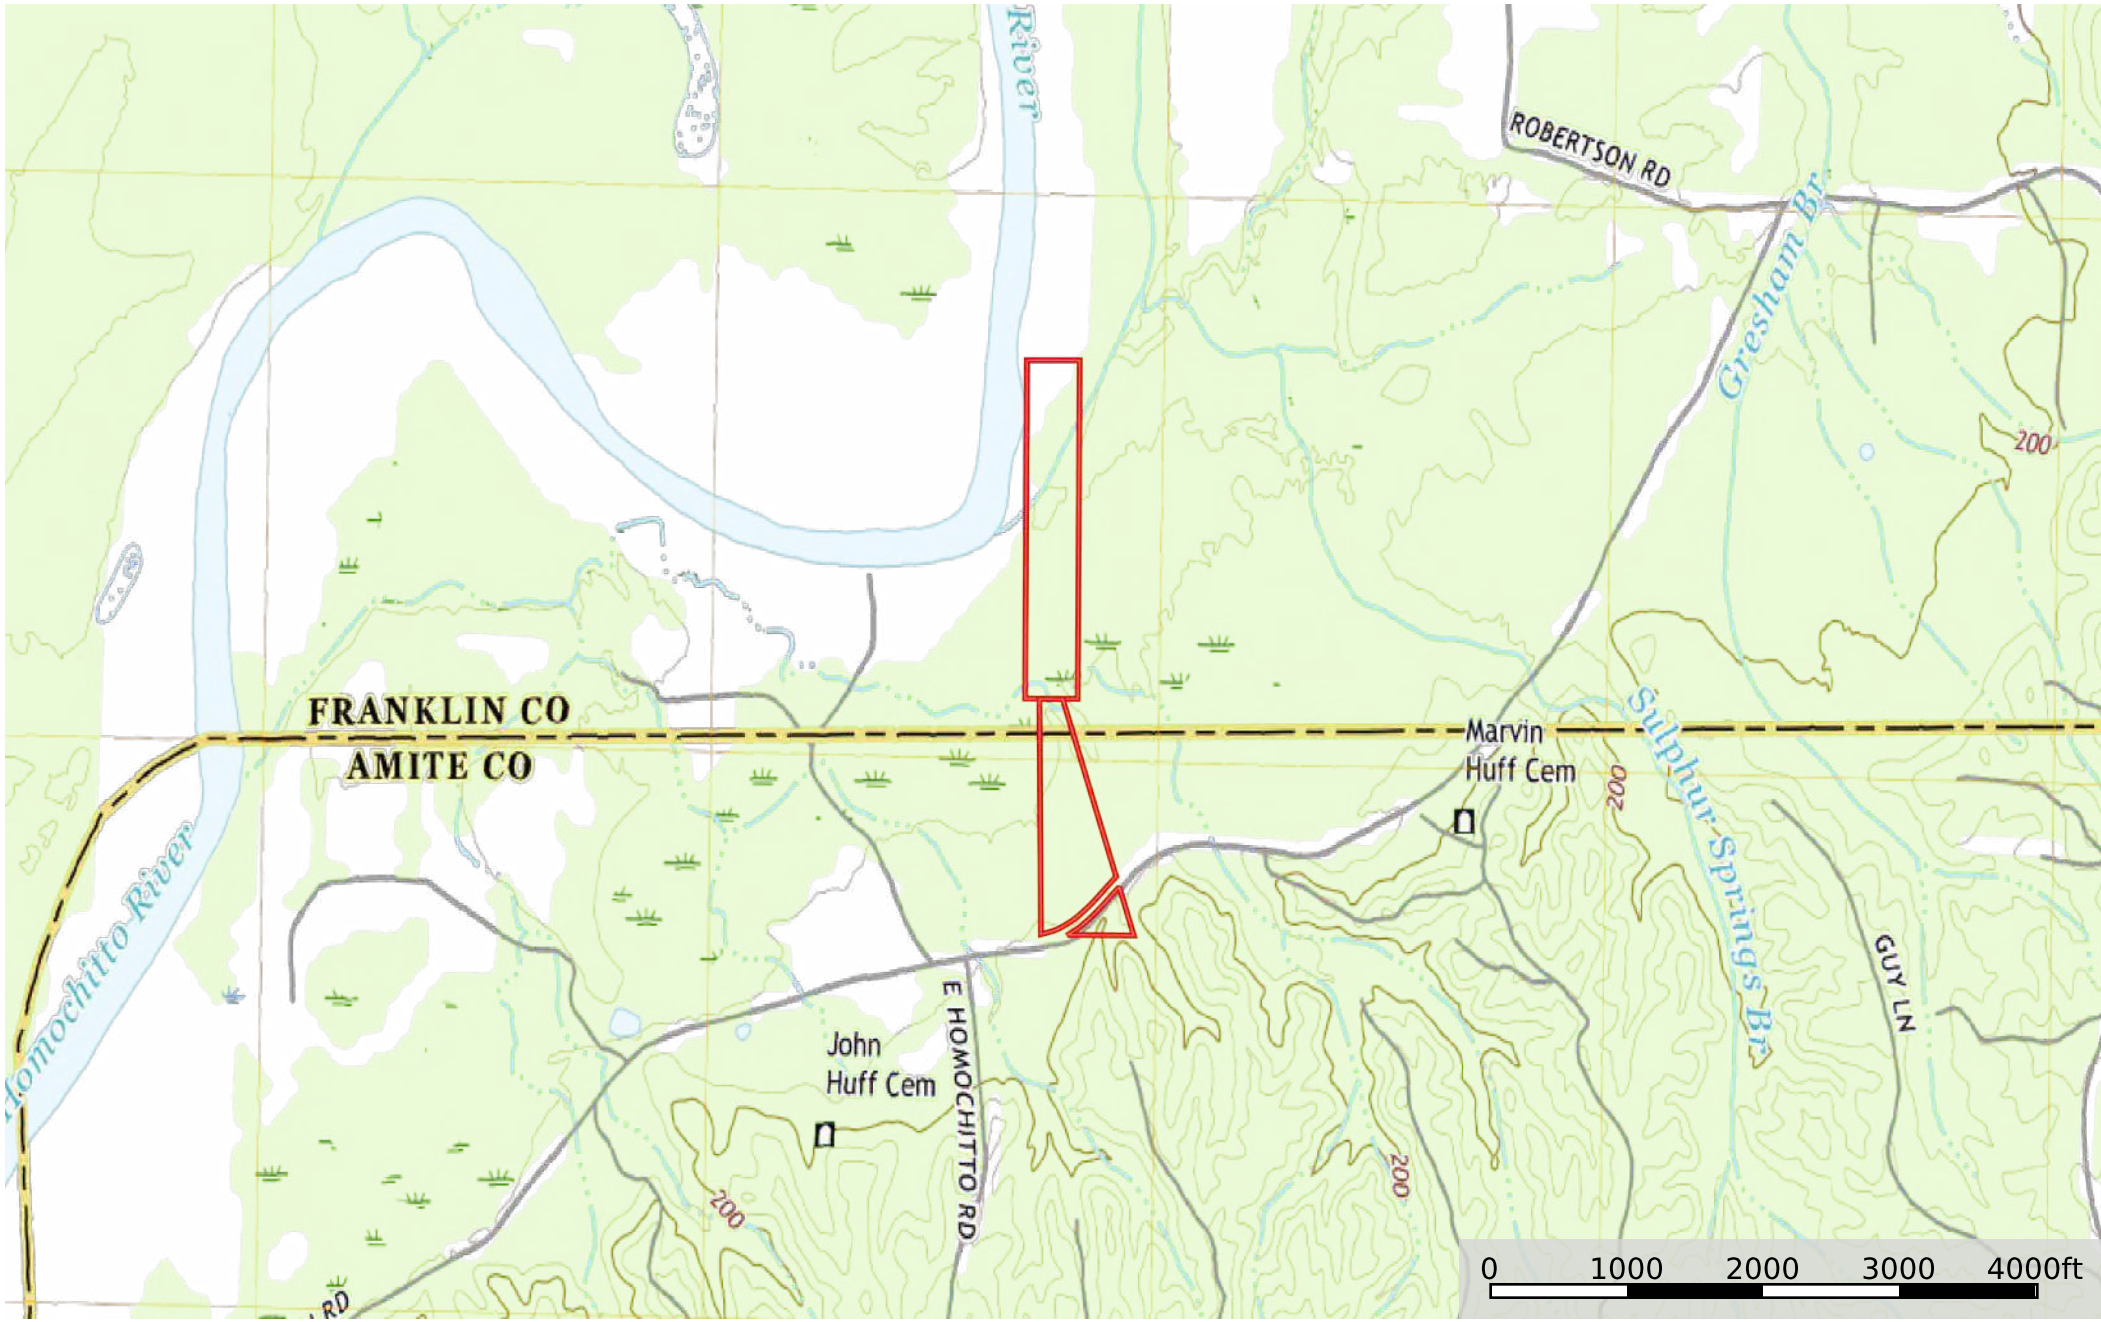 River
ROBERTSON RD
Gresham Br
200
FRANKLIN CO
AMITE CO
Marvin
Huff Cem
200
Sulphur Springs Br
Homochitto River
GUY LN
E HOMOCHITTO RD
John
Huff Cem
200
200
RD
0 1000 2000 3000 4000ft